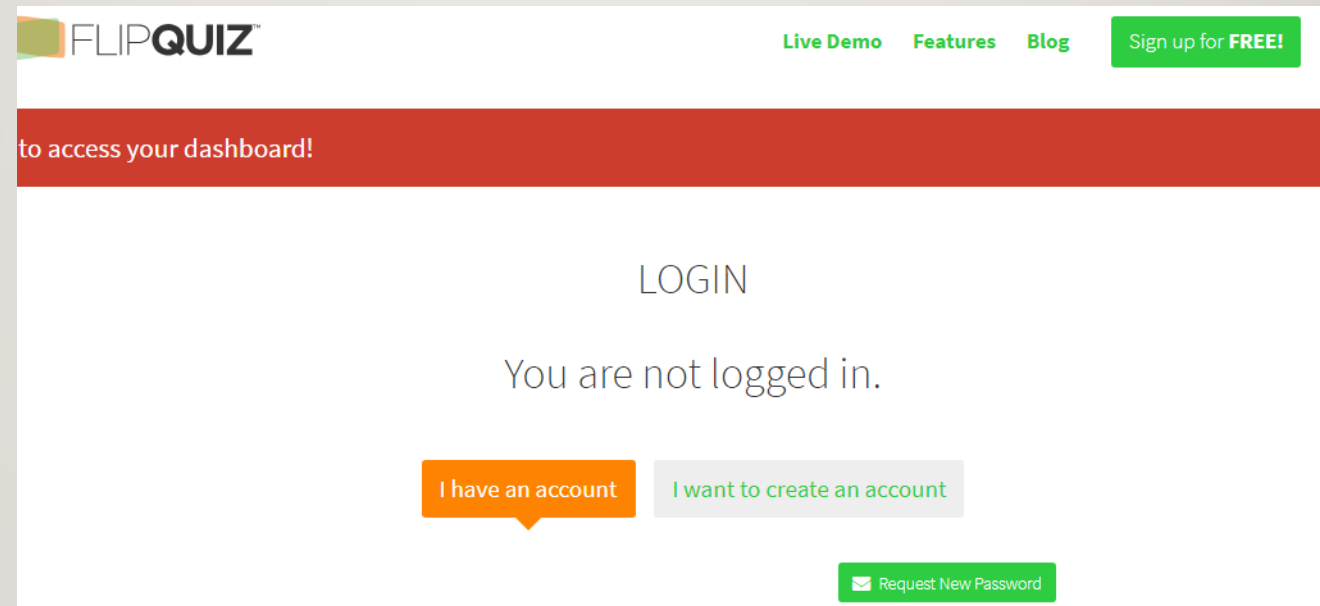 FLIPQUIZ™
Live Demo Features Blog Sign up for FREE!
to access your dashboard!
LOGIN
You are not logged in.
I have an account I want to create an account
Request New Password